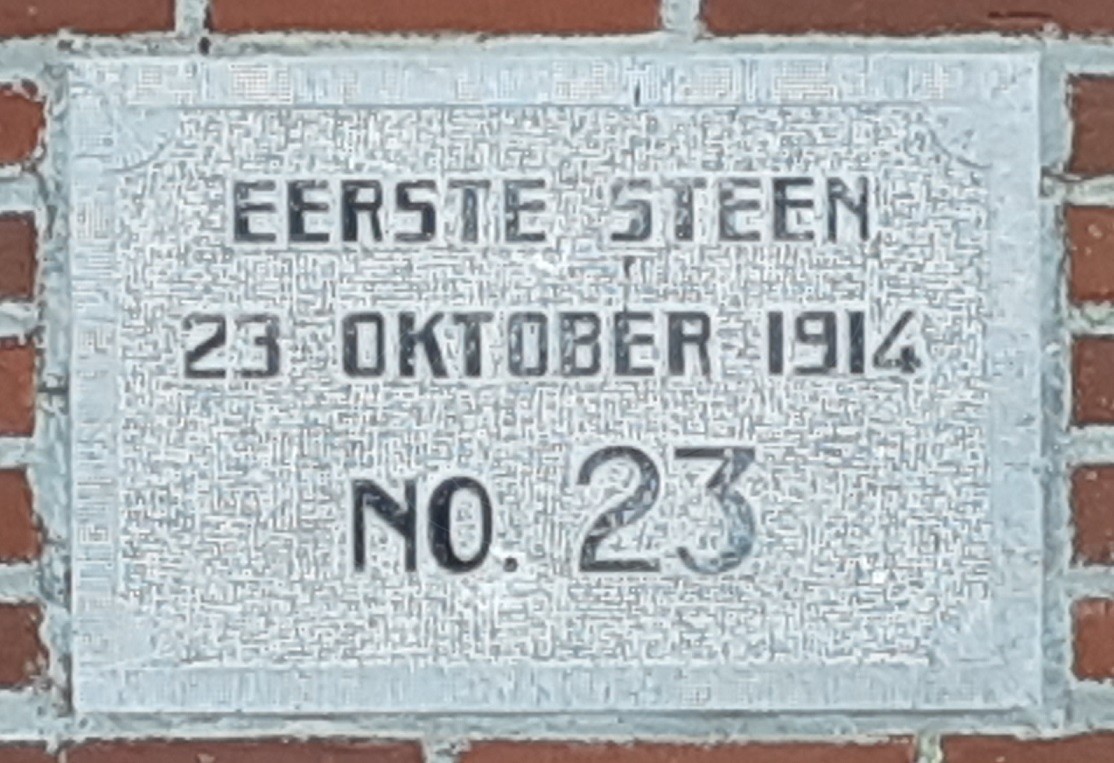 EERSTE STEEN
23 OKTOBER 1914
NO. 23